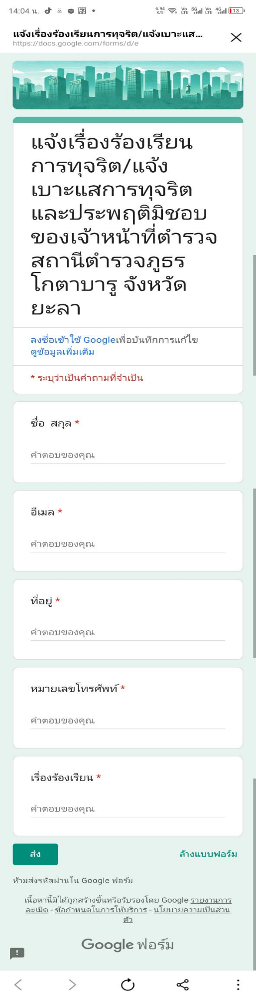 14:04 น.
6.94 K/S Vo LTE 5G Vo LTE 4G 13
แจ้งเรื่องร้องเรียนการทุจริต/แจ้งเบาะแส...
https://docs.google.com/forms/d/e
แจ้งเรื่องร้องเรียน
การทุจริต/แจ้ง
เบาะแสการทุจริต
และประพฤติมิชอบ
ของเจ้าหน้าที่ตำรวจ
สถานีตำรวจภูธร
โกตาบารู จังหวัด
ยะลา
ลงชื่อเข้าใช้ Googleเพื่อบันทึกการแก้ไข
ดูข้อมูลเพิ่มเติม
* ระบุว่าเป็นคำถามที่จำเป็น
ชื่อ สกุล *
คำตอบของคุณ
อีเมล *
คำตอบของคุณ
ที่อยู่ *
คำตอบของคุณ
หมายเลขโทรศัพท์ *
คำตอบของคุณ
เรื่องร้องเรียน *
คำตอบของคุณ
ส่ง ล้างแบบฟอร์ม
ห้ามส่งรหัสผ่านใน Google ฟอร์ม
เนื้อหานี้มิได้ถูกสร้างขึ้นหรือรับรองโดย Google รายงานการ
ละเมิด - ข้อกำหนดในการให้บริการ - นโยบายความเป็นส่วน
ตัว
Google ฟอร์ม